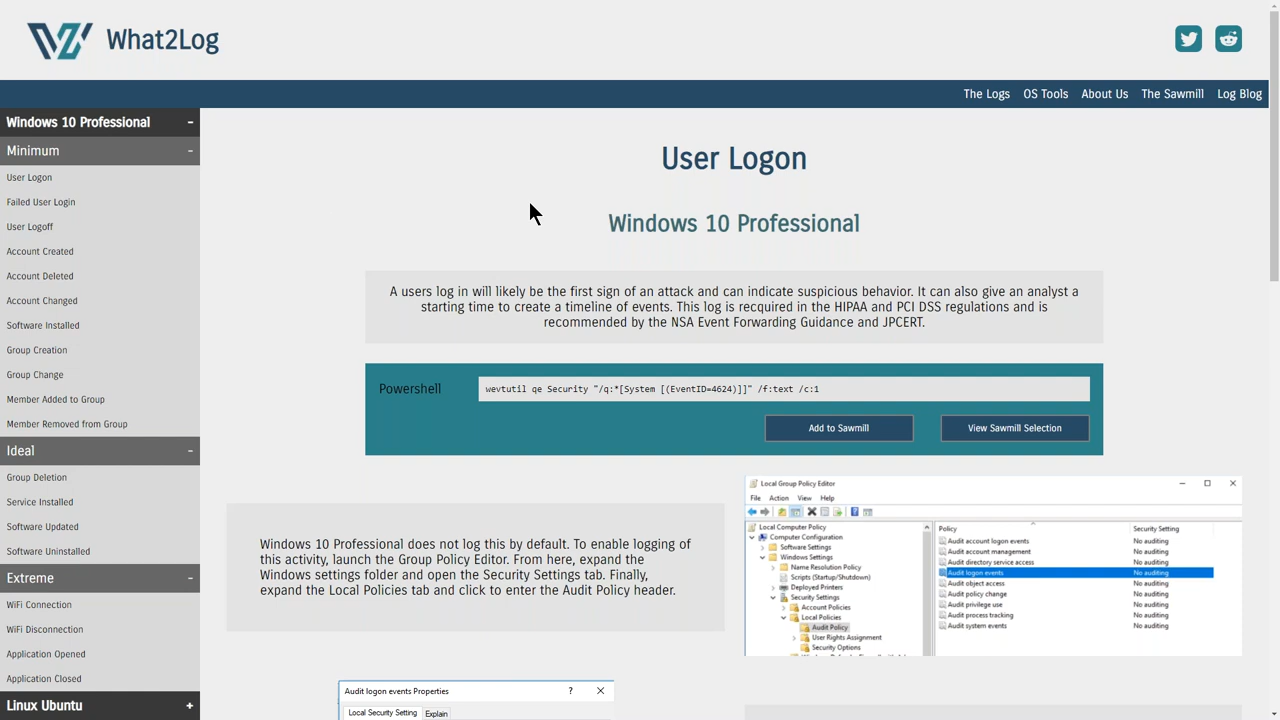 What2Log
The Logs OS Tools About Us The Sawmill Log Blog
Windows 10 Professional -
Minimum -
User Logon
Failed User Login
User Logoff
Account Created
Account Deleted
Account Changed
Software Installed
Group Creation
Group Change
Member Added to Group
Member Removed from Group
Ideal -
Group Deletion
Service Installed
Software Updated
Software Uninstalled
Extreme -
WiFi Connection
WiFi Disconnection
Application Opened
Application Closed
Linux Ubuntu +
User Logon
Windows 10 Professional
A users log in will likely be the first sign of an attack and can indicate suspicious behavior. It can also give an analyst a
starting time to create a timeline of events. This log is recquired in the HIPAA and PCI DSS regulations and is
recommended by the NSA Event Forwarding Guidance and JPCERT.
Powershell
wevtutil qe Security "/q:*[System [(EventID=4624)]]" /f:text /c:1
Add to Sawmill
View Sawmill Selection
Windows 10 Professional does not log this by default. To enable logging of
this activity, launch the Group Policy Editor. From here, expand the
Windows settings folder and open the Security Settings tab. Finally,
expand the Local Policies tab and click to enter the Audit Policy header.
Local Group Policy Editor
File Action View Help
Local Computer Policy
Computer Configuration
Software Settings
Windows Settings
Name Resolution Policy
Scripts (Startup/Shutdown)
Deployed Printers
Security Settings
Account Policies
Local Policies
Audit Policy
User Rights Assignment
Security Options
Policy Security Setting
Audit account logon events No auditing
Audit account management No auditing
Audit directory service access No auditing
Audit logon events No auditing
Audit object access No auditing
Audit policy change No auditing
Audit privilege use No auditing
Audit process tracking No auditing
Audit system events No auditing
Audit logon events Properties ?
Local Security Setting Explain